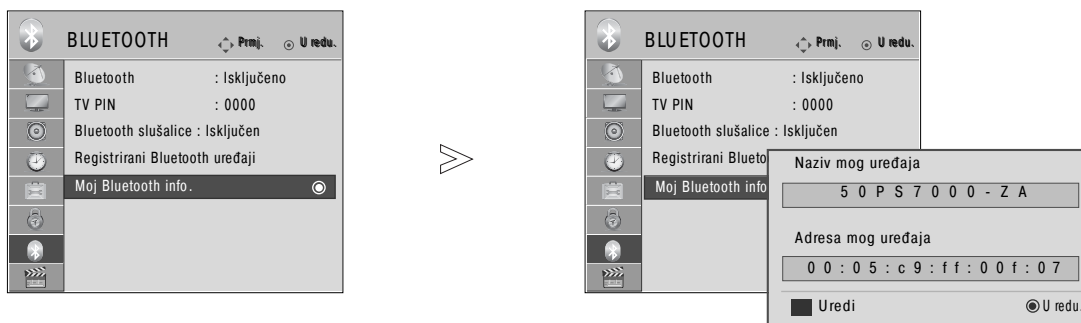 BLUETOOTH Prmj. U redu.
Bluetooth : Isključeno
TV PIN : 0000
Bluetooth slušalice : Isključen
Registrirani Bluetooth uređaji
Moj Bluetooth info.
BLUETOOTH Prmj. U redu.
Bluetooth : Isključeno
TV PIN : 0000
Bluetooth slušalice : Isključen
Registrirani Blueto
Moj Bluetooth info
Naziv mog uređaja
50PS7000-ZA
Adresa mog uređaja
00:05:c9:ff:00f:07
Uredi U redu.